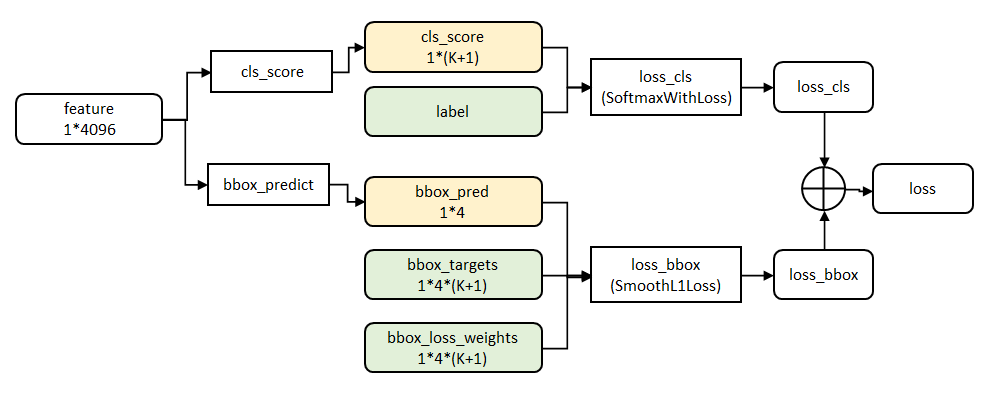 feature
1*4096
cls_score
cls_score
1*(K+1)
label
loss_cls
(SoftmaxWithLoss)
loss_cls
bbox_predict
bbox_pred
1*4
bbox_targets
1*4*(K+1)
bbox_loss_weights
1*4*(K+1)
loss_bbox
(SmoothL1Loss)
loss_bbox
loss